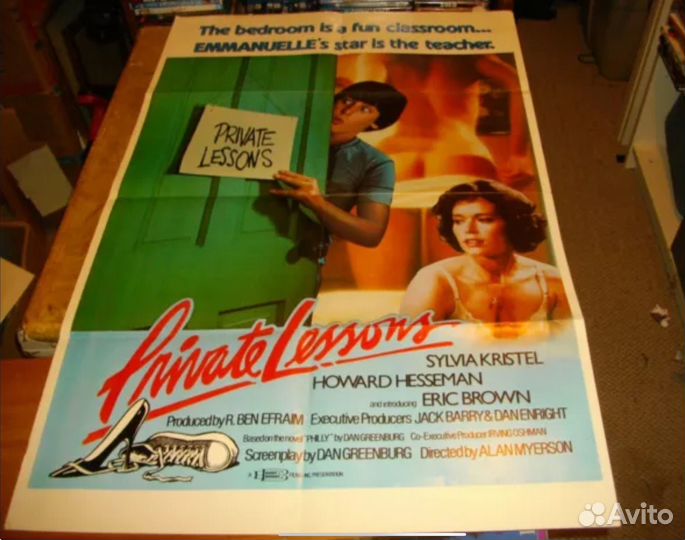 The bedroom is a fun classroom...
EMMANUELLE's star is the teacher.
PRIVATE
LESSONS
Private Lessons
SYLVIA KRISTEL
HOWARD HESSEMAN
and introducing ERIC BROWN
Produced by R. BEN EFRAIM Executive Producers JACK BARRY & DAN ENRIGHT
Based on the novel "PHILLY" by DAN GREENBURG Co-Executive Producer IRVING OSHMAN
Screenplay by DAN GREENBURG Directed by ALAN MYERSON
A PRESENTATION
Avito